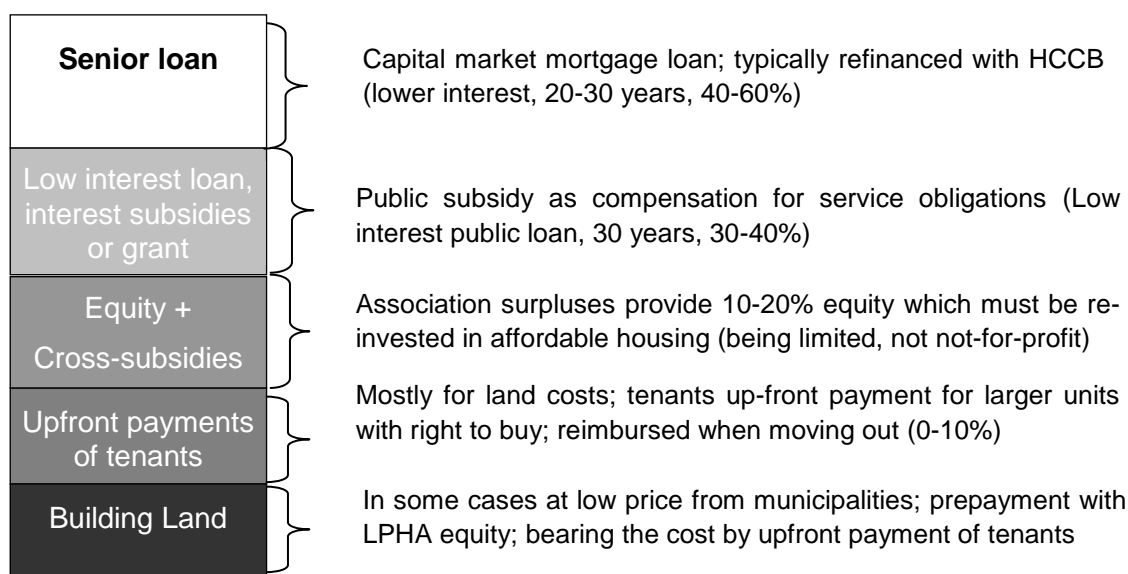 Senior loan
Capital market mortgage loan; typically refinanced with HCCB
(lower interest, 20-30 years, 40-60%)
Low interest loan,
interest subsidies
or grant
Public subsidy as compensation for service obligations (Low
interest public loan, 30 years, 30-40%)
Equity +
Cross-subsidies
Association surpluses provide 10-20% equity which must be re-
invested in affordable housing (being limited, not not-for-profit)
Upfront payments
of tenants
Mostly for land costs; tenants up-front payment for larger units
with right to buy; reimbursed when moving out (0-10%)
Building Land
In some cases at low price from municipalities; prepayment with
LPHA equity; bearing the cost by upfront payment of tenants